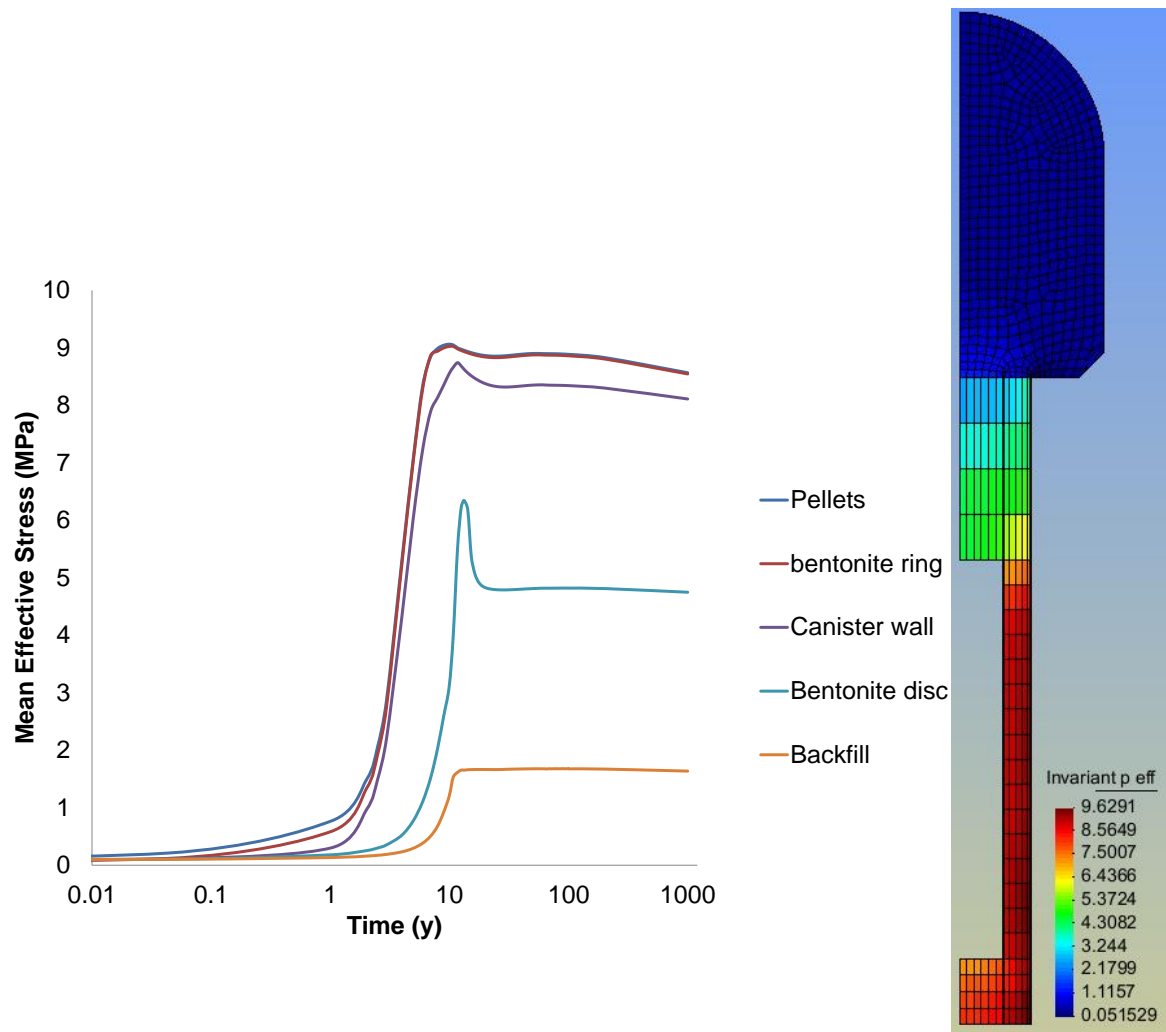 10
9
8
7
6
5
4
3
2
1
0
Mean Effective Stress (MPa)
0.01 0.1 1 10 100 1000
Time (y)
Pellets
bentonite ring
Canister wall
Bentonite disc
Backfill
Invariant p eff
9.6291
8.5649
7.5007
6.4366
5.3724
4.3082
3.244
2.1799
1.1157
0.051529